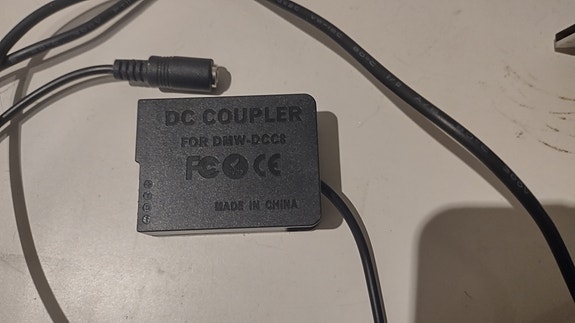 DC COUPLER
FOR DMW-DCC8
FC CE
MADE IN CHINA